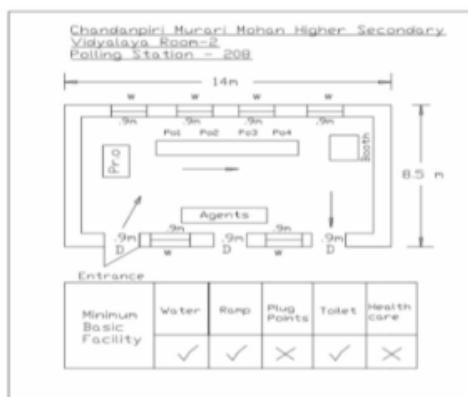 Chandanpiri Murari Mohan Higher Secondary
Vidyalaya Room-2
Polling Station - 208
14m
w w w w
.9m .9m .9m .9m
Po1 Po2 Po3 Po4
Pr.o
Booth
8.5 m
Agents
.9m .9m .9m .9m .9m
D w D w D
Entrance
Minimum Basic Facility
Water Ramp Plug Points Toilet Health care
✓ ✓ ✗ ✓ ✗